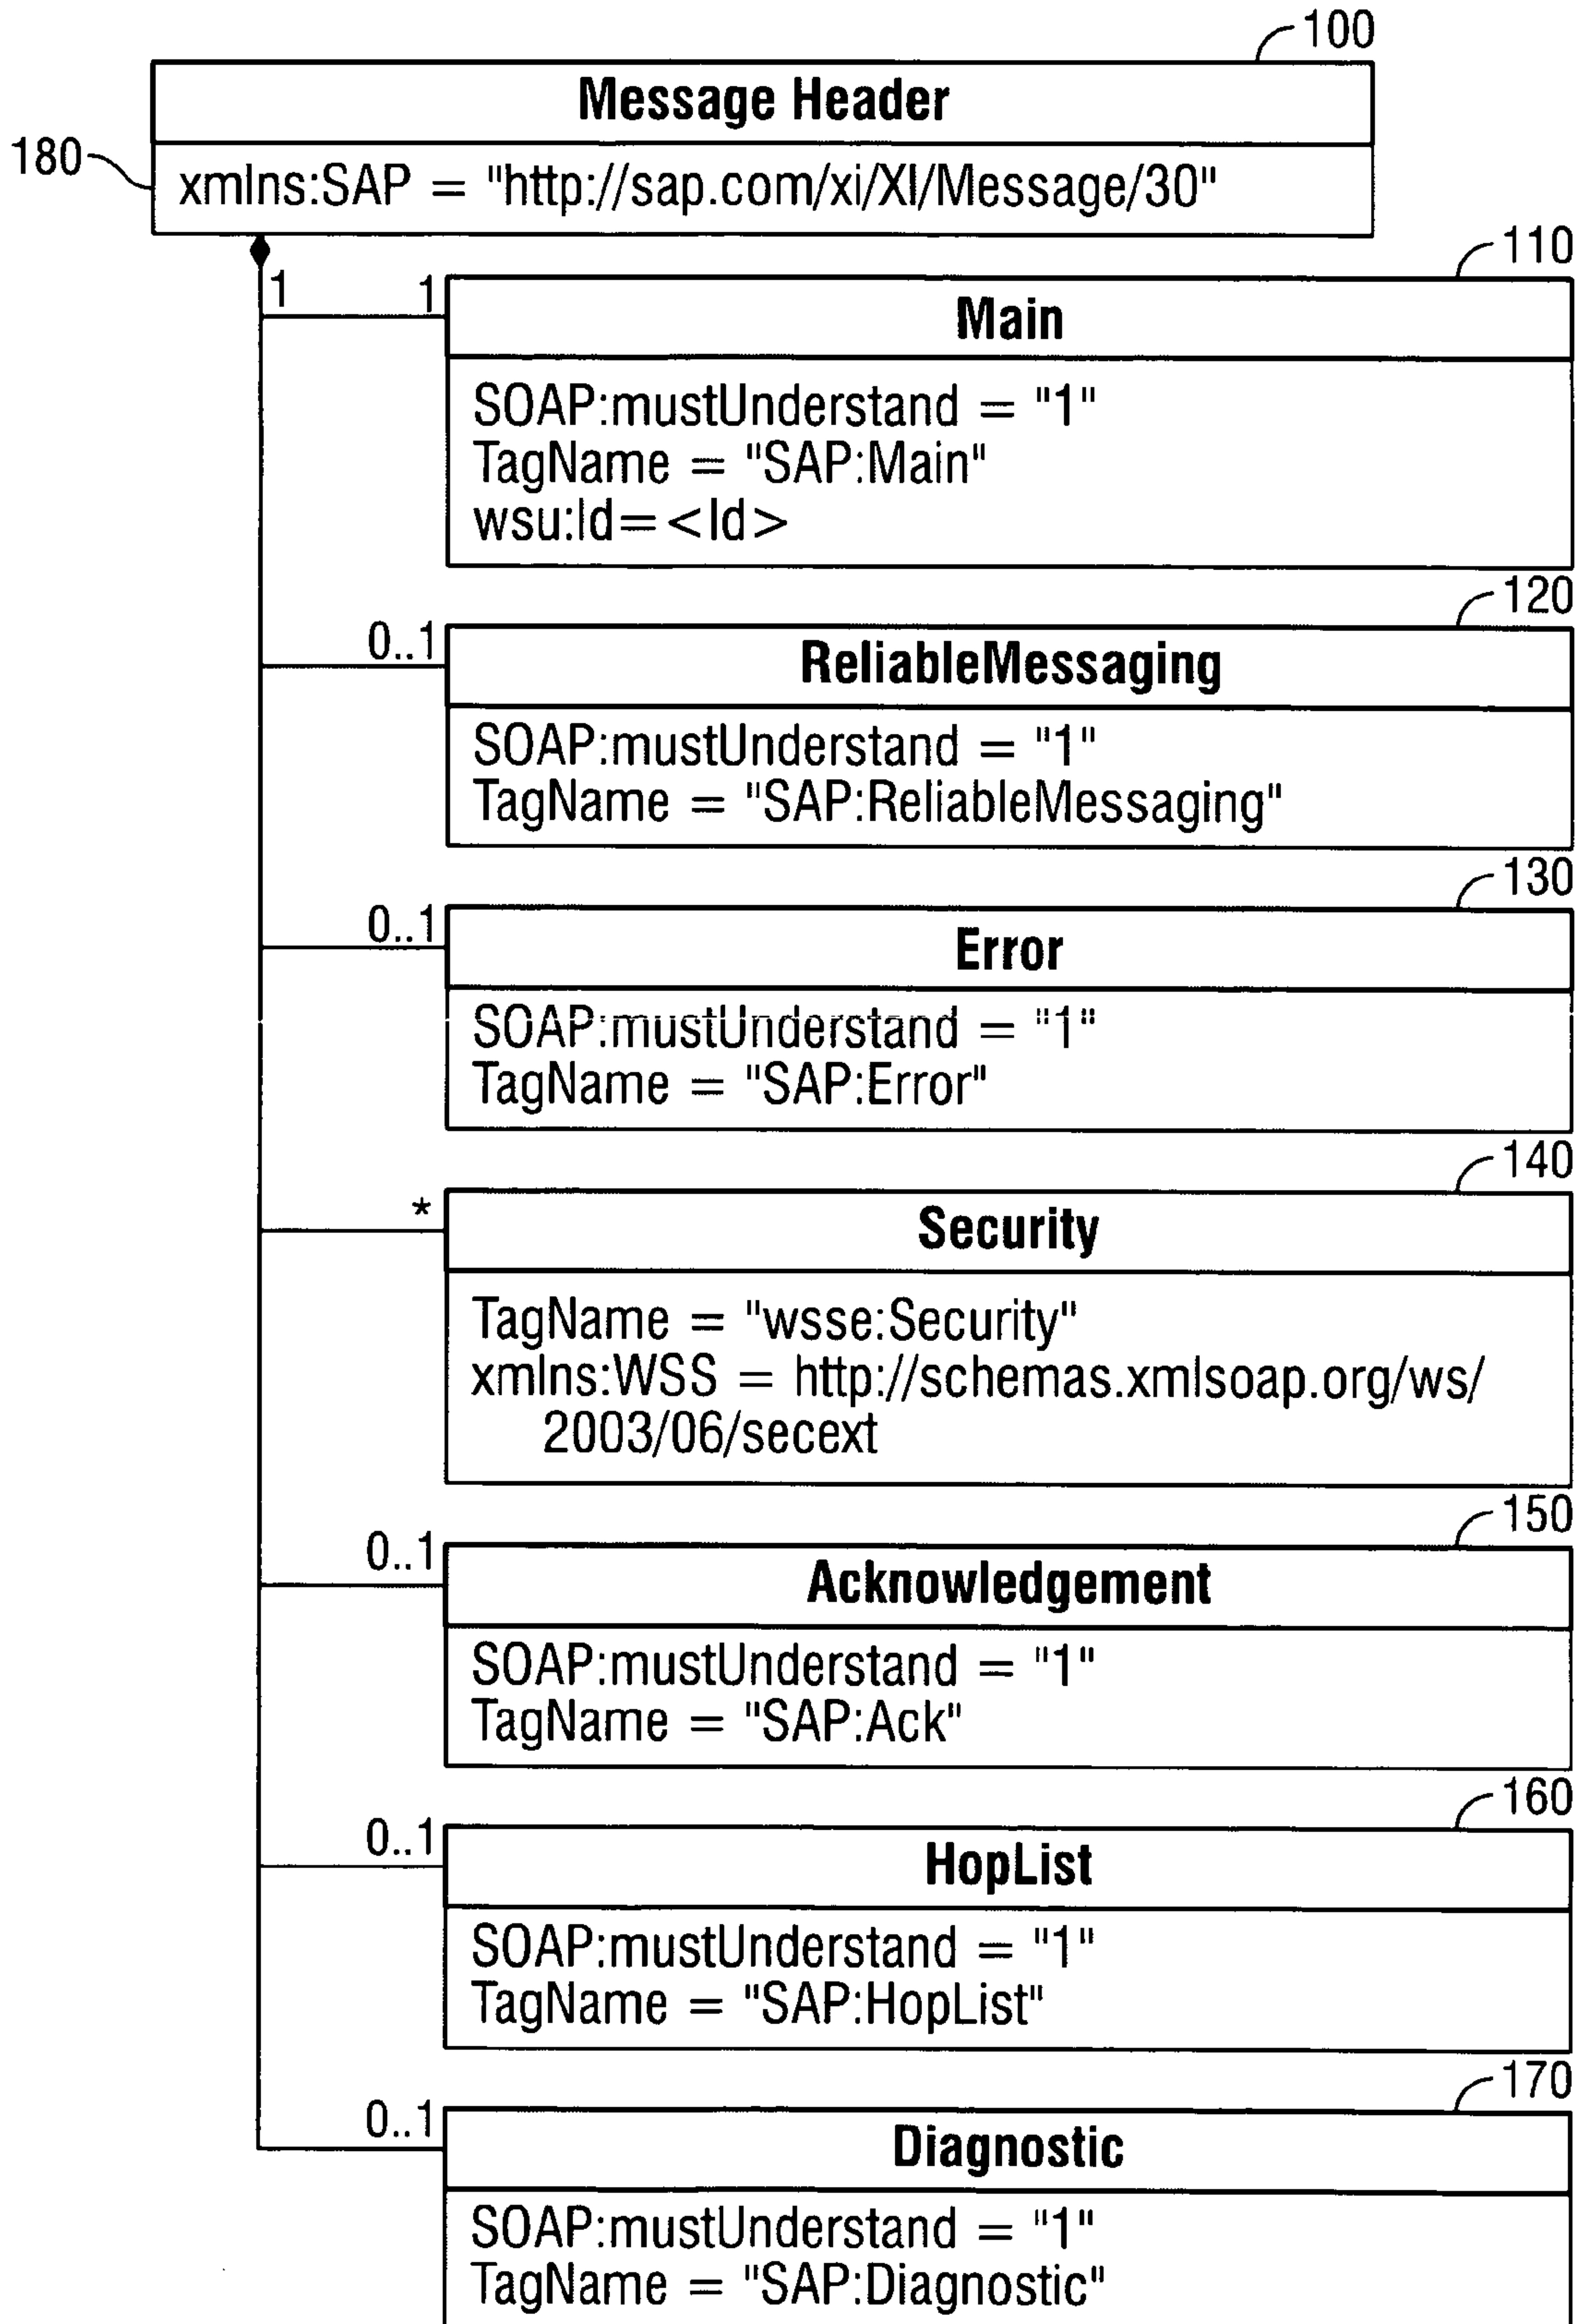 100
Message Header
180
xmlns:SAP = "http://sap.com/xi/XI/Message/30"
110
1 1
Main
SOAP:mustUnderstand = "1"
TagName = "SAP:Main"
wsu:Id=<Id>
120
0..1
ReliableMessaging
SOAP:mustUnderstand = "1"
TagName = "SAP:ReliableMessaging"
130
0..1
Error
SOAP:mustUnderstand = "1"
TagName = "SAP:Error"
140
*
Security
TagName = "wsse:Security"
xmlns:WSS = http://schemas.xmlsoap.org/ws/
2003/06/secext
150
0..1
Acknowledgement
SOAP:mustUnderstand = "1"
TagName = "SAP:Ack"
160
0..1
HopList
SOAP:mustUnderstand = "1"
TagName = "SAP:HopList"
170
0..1
Diagnostic
SOAP:mustUnderstand = "1"
TagName = "SAP:Diagnostic"